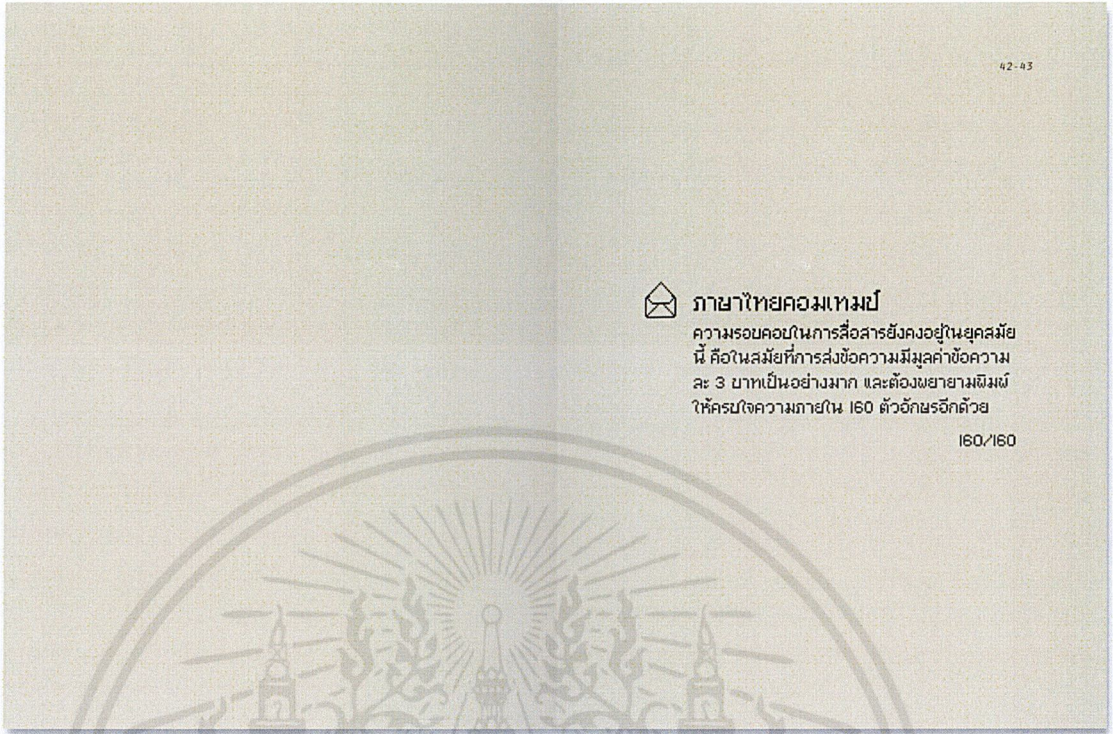 42-43
ภาษาไทยคอมเทมป์
ความรอบคอบในการสื่อสารยังคงอยู่ในยุคสมัย
นี้ คือในสมัยที่การส่งข้อความมีมูลค่าข้อความ
ละ 3 บาทเป็นอย่างมาก และต้องพยายามพิมพ์
ให้ครบใจความภายใน 160 ตัวอักษรอีกด้วย
160/160